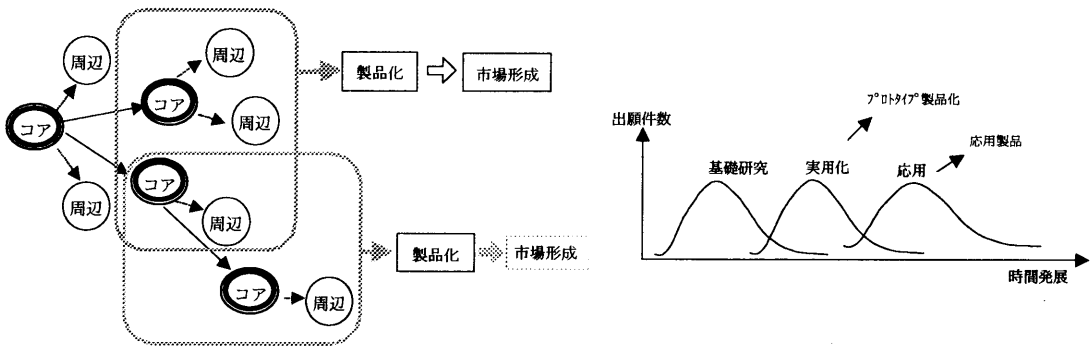 周辺
周辺
コア
周辺
コア
周辺
コア
周辺
コア
周辺
製品化
市場形成
製品化
市場形成
出願件数
ﾌﾟﾛﾄﾀｲﾌﾟ製品化
応用製品
基礎研究
実用化
応用
時間発展